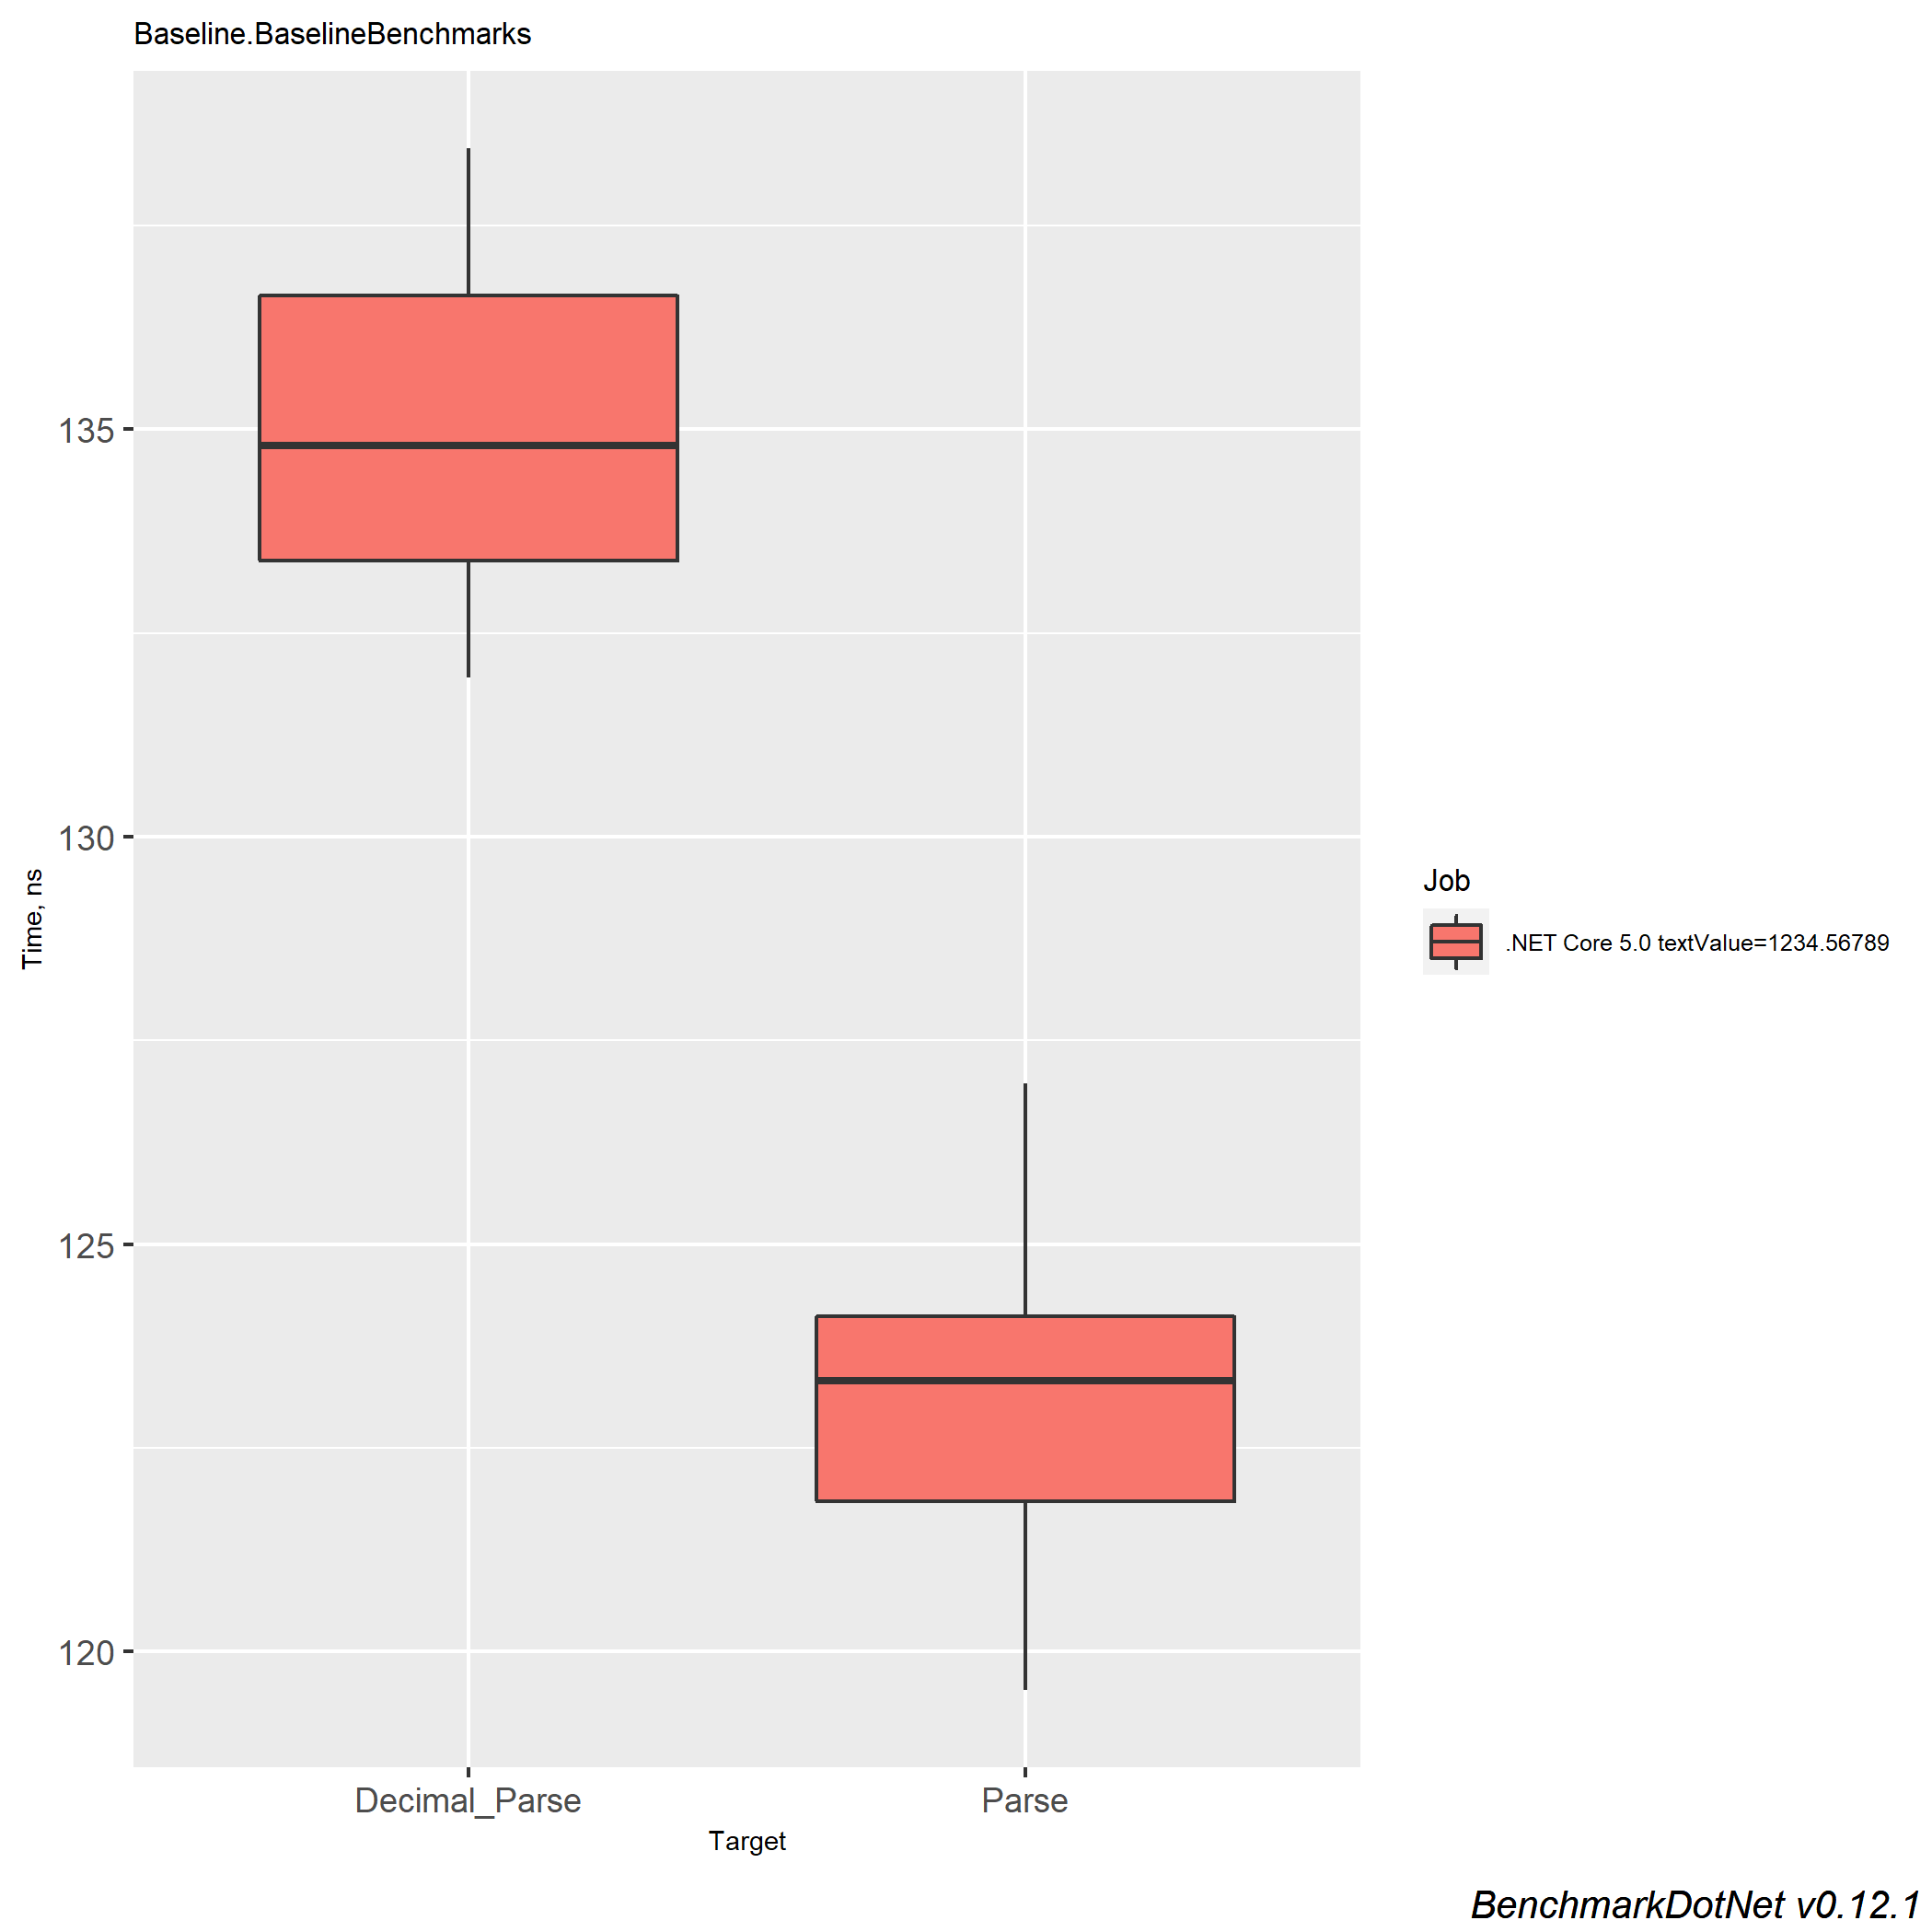 Baseline.BaselineBenchmarks
135
130
125
120
Time, ns
Decimal_Parse
Parse
Target
Job
.NET Core 5.0 textValue=1234.56789
BenchmarkDotNet v0.12.1